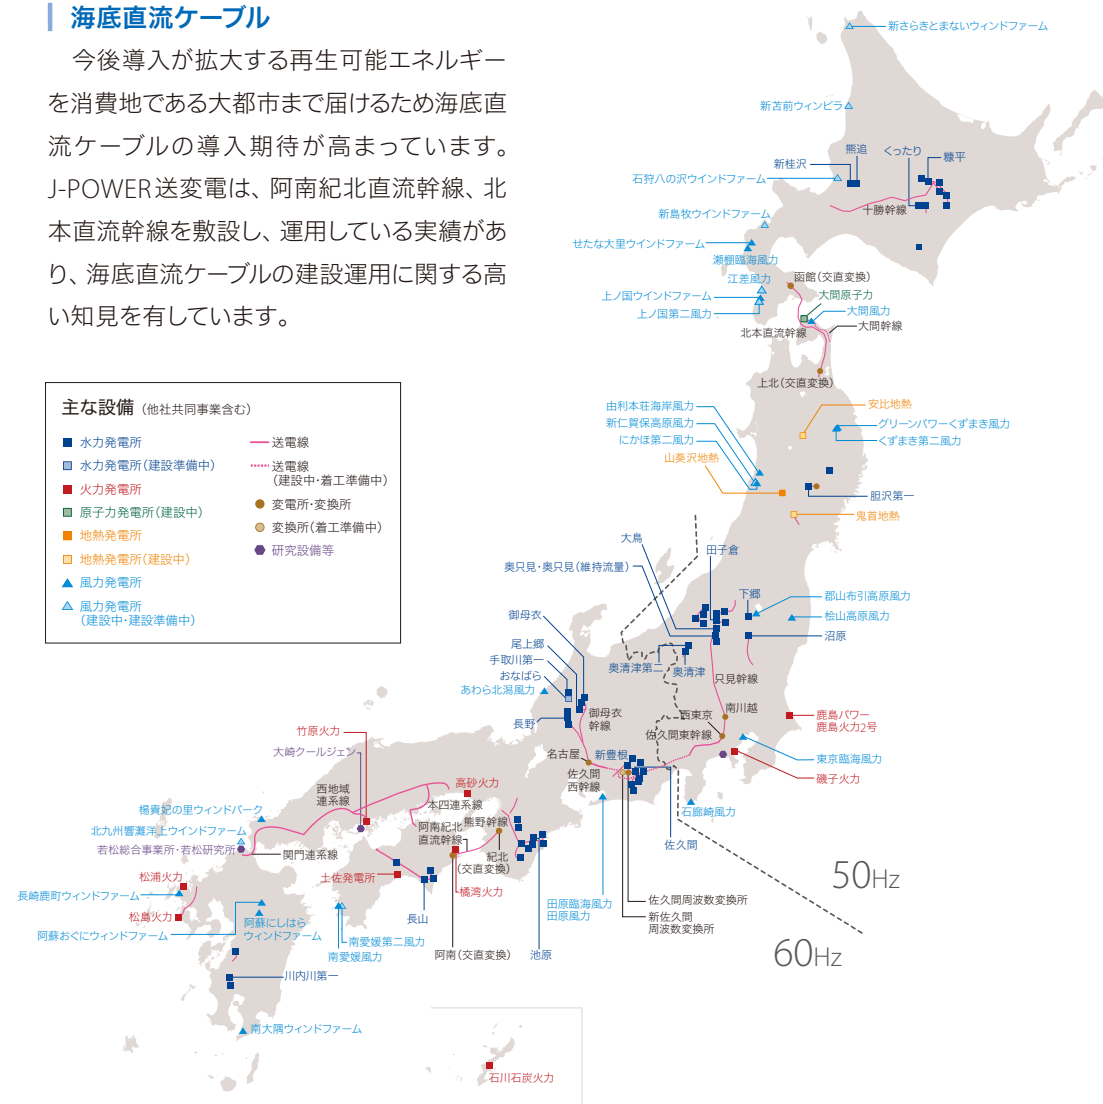 海底直流ケーブル
今後導入が拡大する再生可能エネルギー
を消費地である大都市まで届けるため海底直
流ケーブルの導入期待が高まっています。
J-POWER送変電は、阿南紀北直流幹線、北
本直流幹線を敷設し、運用している実績があ
り、海底直流ケーブルの建設運用に関する高
い知見を有しています。
主な設備（他社共同事業含む）
水力発電所
水力発電所（建設準備中）
火力発電所
原子力発電所（建設中）
地熱発電所
地熱発電所（建設中）
風力発電所
風力発電所
（建設中・建設準備中）
送電線
送電線
（建設中・着工準備中）
変電所・変換所
変換所（着工準備中）
研究設備等
新さらきとまないウィンドファーム
新苫前ウィンビラ
熊追
くったり
糠平
新桂沢
石狩八の沢ウインドファーム
十勝幹線
新島牧ウインドファーム
せたな大里ウインドファーム
瀬棚臨海風力
江差風力
函館（交直変換）
上ノ国ウインドファーム
大間原子力
上ノ国第二風力
大間風力
大間幹線
北本直流幹線
上北（交直変換）
由利本荘海岸風力
安比地熱
新仁賀保高原風力
グリーンパワーくずまき風力
にかほ第二風力
くずまき第二風力
山葵沢地熱
胆沢第一
鬼首地熱
大鳥
田子倉
奥只見・奥只見（維持流量）
下郷
郡山布引高原風力
御母衣
桧山高原風力
沼原
尾上郷
手取川第一
おなばら
あわら北潟風力
奥清津第二
奥清津
只見幹線
長野
御母衣
幹線
西東京
南川越
鹿島パワー
鹿島火力2号
佐久間東幹線
竹原火力
大崎クールジェン
名古屋
新豊根
東京臨海風力
佐久間
西幹線
磯子火力
西地域
連系線
高砂火力
本四連系線
石廊崎風力
楊貴妃の里ウィンドパーク
北九州響灘洋上ウインドファーム
若松総合事業所・若松研究所
関門連系線
阿南紀北
直流幹線
熊野幹線
紀北
（交直変換）
佐久間
松浦火力
土佐発電所
橘湾火力
長崎鹿町ウィンドファーム
松島火力
阿蘇にしはら
ウィンドファーム
阿蘇おぐにウィンドファーム
長山
田原臨海風力
田原風力
佐久間周波数変換所
新佐久間
周波数変換所
南愛媛第二風力
南愛媛風力
阿南（交直変換）
池原
川内川第一
南大隅ウィンドファーム
石川石炭火力
50Hz
60Hz